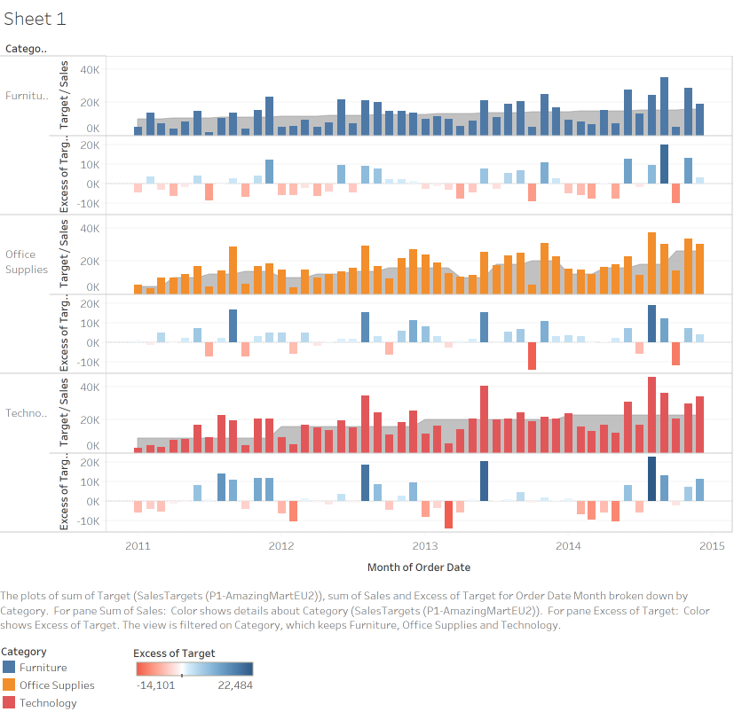 Sheet 1
Catego..
Furnitu..
Target / Sales
40K
20K
0K
Excess of Targ..
20K
10K
0K
-10K
Office
Supplies
Target / Sales
40K
20K
0K
Excess of Targ..
20K
10K
0K
-10K
Techno..
Target / Sales
40K
20K
0K
Excess of Targ..
20K
10K
0K
-10K
2011 2012 2013 2014 2015
Month of Order Date
The plots of sum of Target (SalesTargets (P1-AmazingMartEU2)), sum of Sales and Excess of Target for Order Date Month broken down by
Category. For pane Sum of Sales: Color shows details about Category (SalesTargets (P1-AmazingMartEU2)). For pane Excess of Target: Color
shows Excess of Target. The view is filtered on Category, which keeps Furniture, Office Supplies and Technology.
Category
Furniture
Office Supplies
Technology
Excess of Target
-14,101 22,484